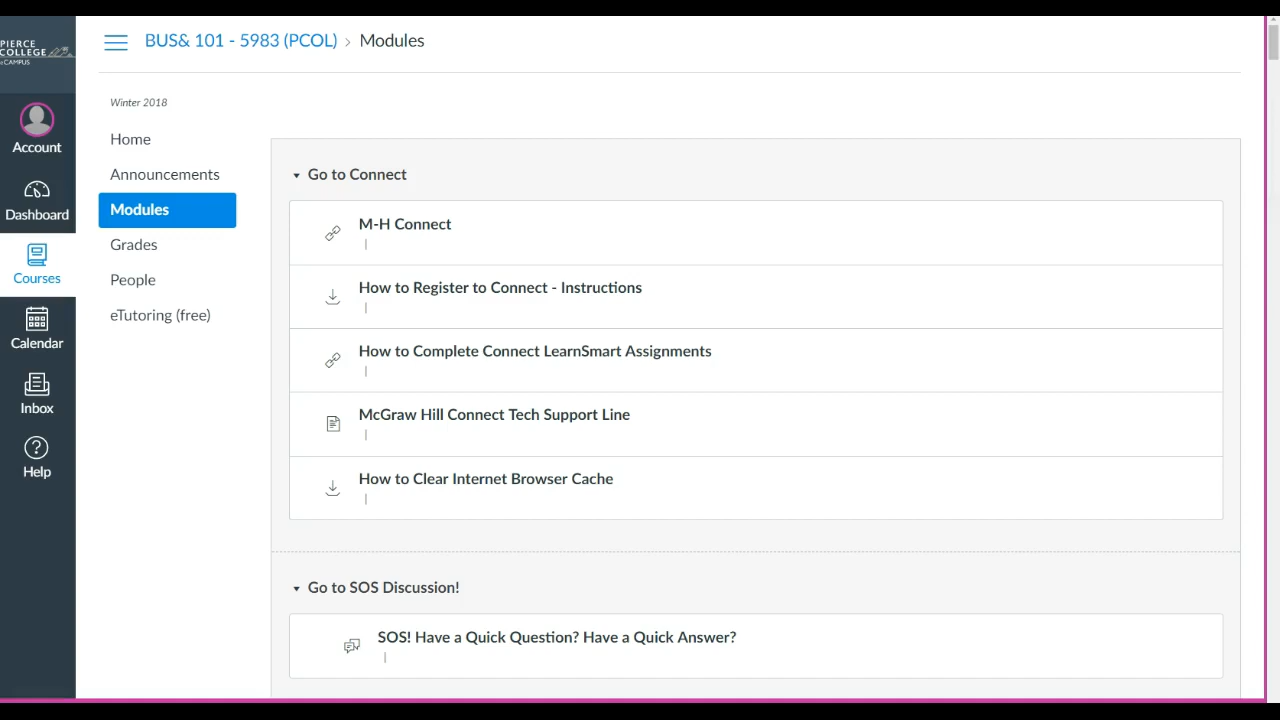 PIERCE
COLLEGE
eCAMPUS
BUS& 101 - 5983 (PCOL) › Modules
Winter 2018
Account
Dashboard
Courses
Calendar
Inbox
? Help
Home
Announcements
Modules
Grades
People
eTutoring (free)
Go to Connect
M-H Connect
|
How to Register to Connect - Instructions
|
How to Complete Connect LearnSmart Assignments
|
McGraw Hill Connect Tech Support Line
|
How to Clear Internet Browser Cache
|
Go to SOS Discussion!
SOS! Have a Quick Question? Have a Quick Answer?
|